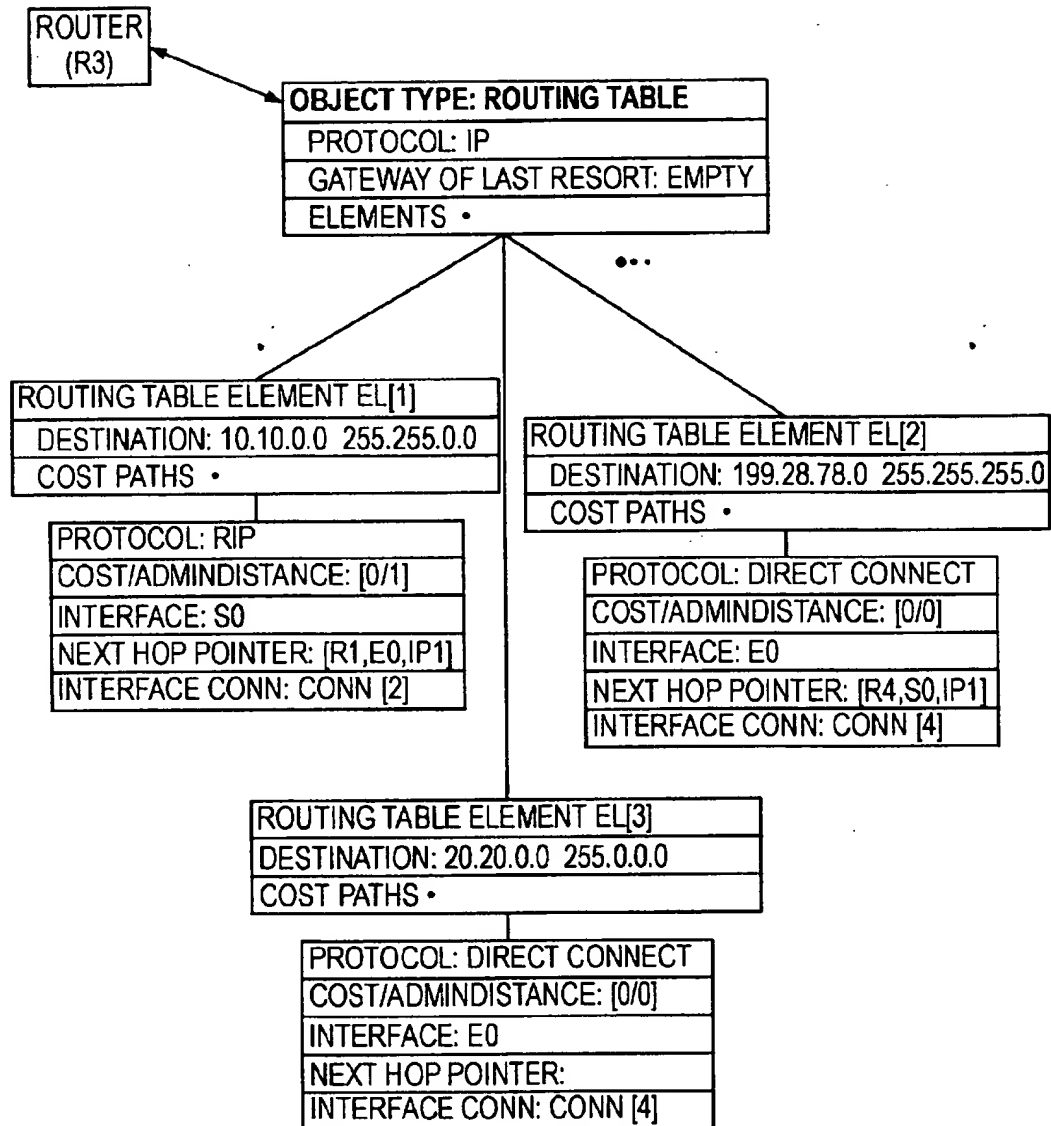 ROUTER
(R3)
OBJECT TYPE: ROUTING TABLE
PROTOCOL: IP
GATEWAY OF LAST RESORT: EMPTY
ELEMENTS •
ROUTING TABLE ELEMENT EL[1]
DESTINATION: 10.10.0.0 255.255.0.0
COST PATHS •
PROTOCOL: RIP
COST/ADMINDISTANCE: [0/1]
INTERFACE: S0
NEXT HOP POINTER: [R1,E0,IP1]
INTERFACE CONN: CONN [2]
ROUTING TABLE ELEMENT EL[2]
DESTINATION: 199.28.78.0 255.255.255.0
COST PATHS •
PROTOCOL: DIRECT CONNECT
COST/ADMINDISTANCE: [0/0]
INTERFACE: E0
NEXT HOP POINTER: [R4,S0,IP1]
INTERFACE CONN: CONN [4]
ROUTING TABLE ELEMENT EL[3]
DESTINATION: 20.20.0.0 255.0.0.0
COST PATHS •
PROTOCOL: DIRECT CONNECT
COST/ADMINDISTANCE: [0/0]
INTERFACE: E0
NEXT HOP POINTER:
INTERFACE CONN: CONN [4]